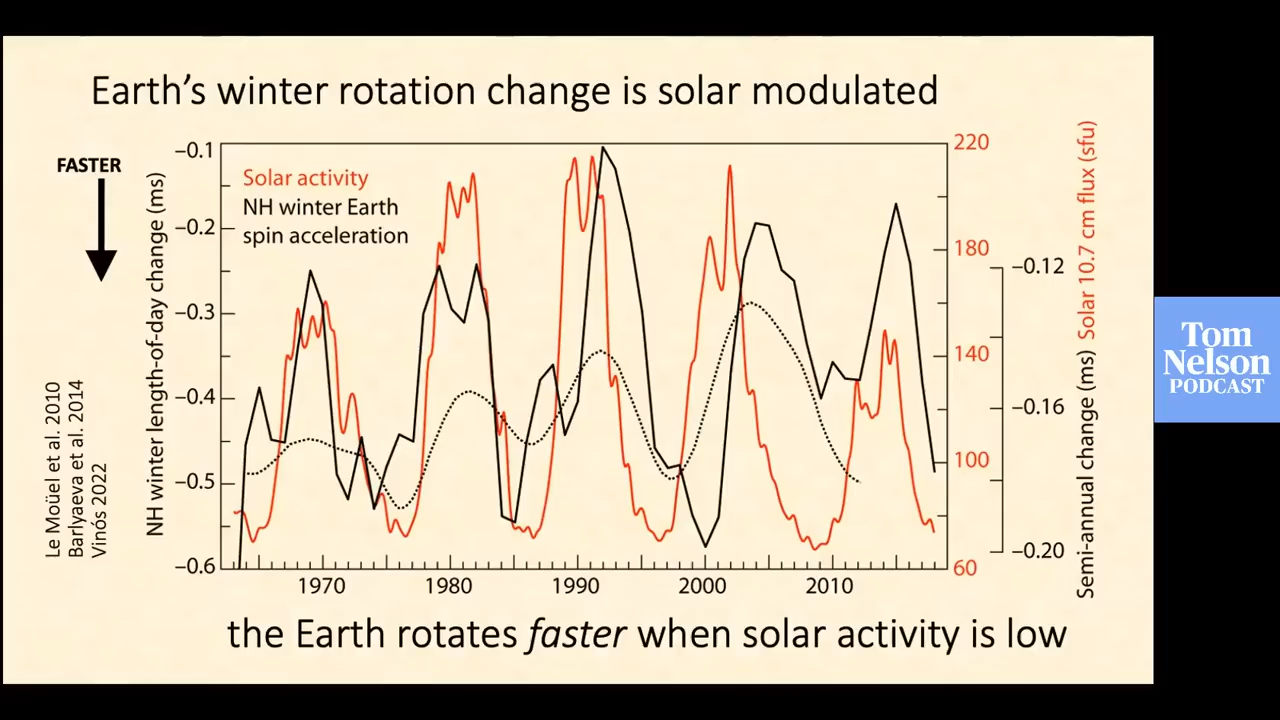 Earth's winter rotation change is solar modulated
FASTER
Le Moüel et al. 2010
Barlyaeva et al. 2014
Vinós 2022
NH winter length-of-day change (ms)
−0.1
−0.2
−0.3
−0.4
−0.5
−0.6
Solar activity
NH winter Earth
spin acceleration
1970
1980
1990
2000
2010
220
180
140
100
60
−0.12
−0.16
−0.20
Semi-annual change (ms) Solar 10.7 cm flux (sfu)
the Earth rotates faster when solar activity is low
Tom
Nelson
PODCAST